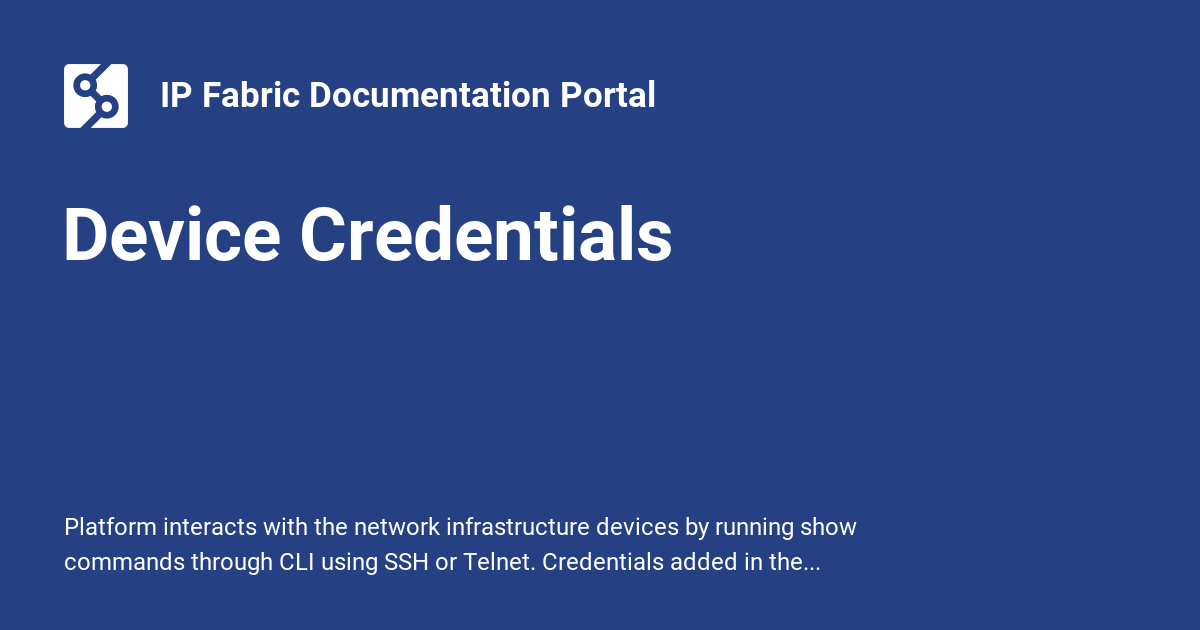 IP Fabric Documentation Portal
Device Credentials
Platform interacts with the network infrastructure devices by running show
commands through CLI using SSH or Telnet. Credentials added in the...